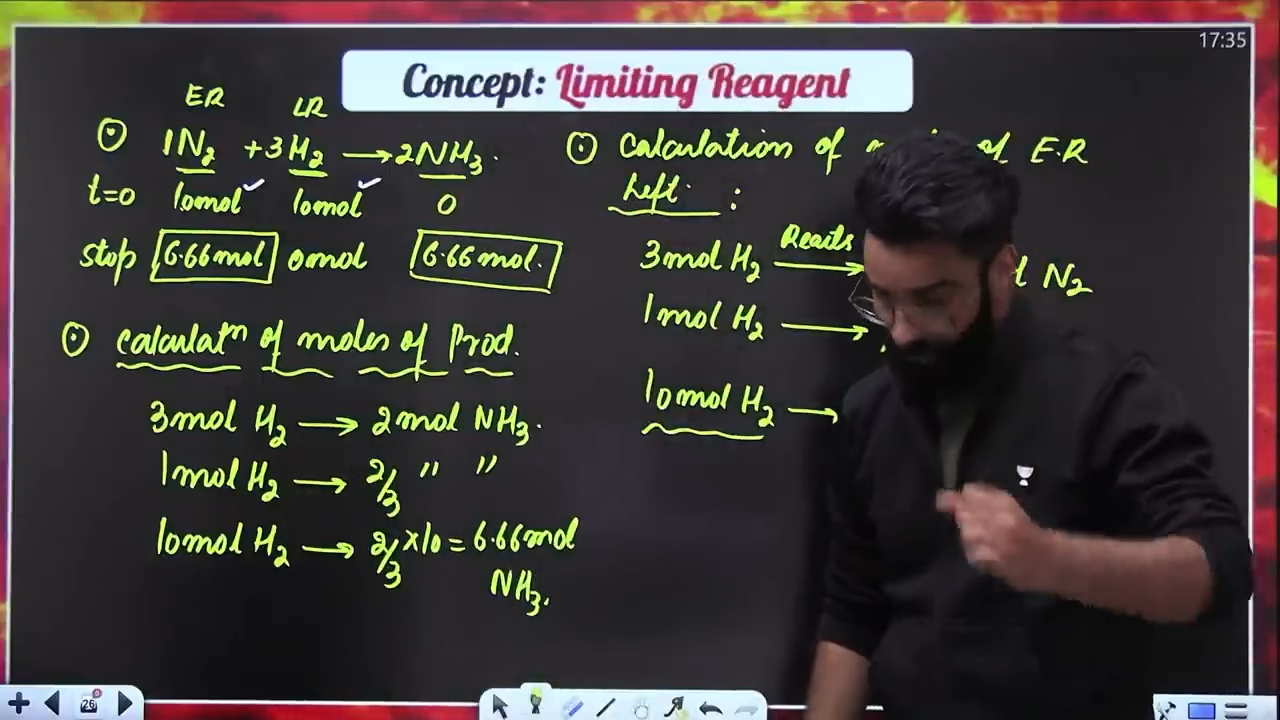 17:35
Concept: Limiting Reagent
ER LR
1N2 + 3H2 → 2NH3.
t=0 10mol 10mol 0
stop 6.66mol 0mol 6.66mol.
calculatn of moles of Prod.
3mol H2 → 2mol NH3.
1mol H2 → 2/3 " "
10mol H2 → 2/3 × 10 = 6.66mol
NH3.
Calculation of of E.R
Left :
3mol H2 Reacts → N2
1mol H2 →
10mol H2 →
26